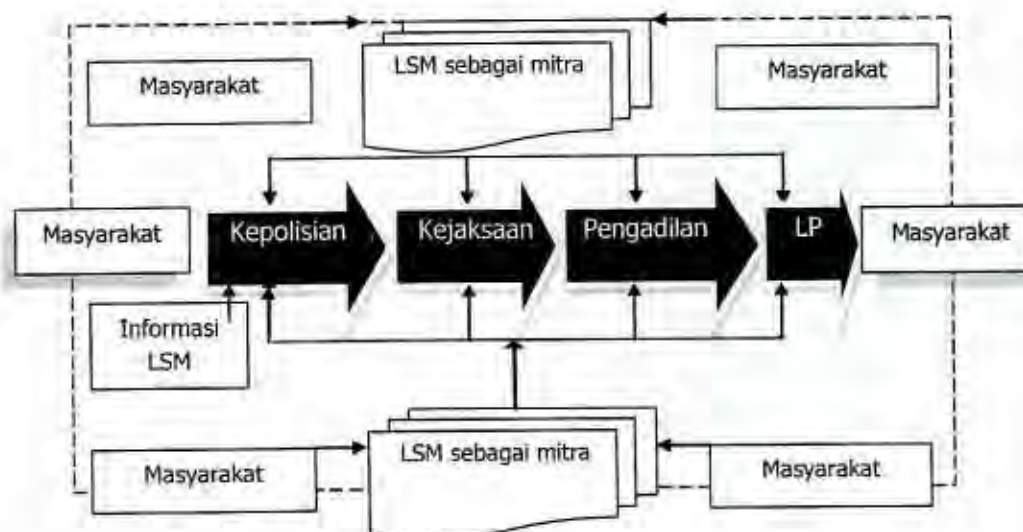 LSM sebagai mitra
Masyarakat
Masyarakat
Masyarakat
Kepolisian
Kejaksaan
Pengadilan
LP
Masyarakat
Informasi
LSM
LSM sebagai mitra
Masyarakat
Masyarakat